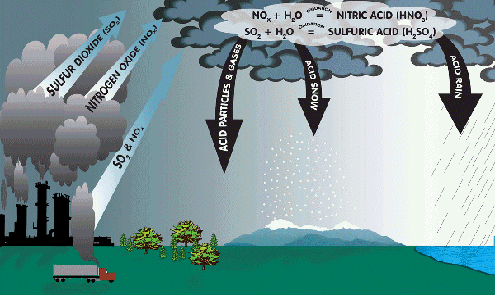 NOX + H2O = NITRIC ACID (HNO3)
SO2 + H2O = SULFURIC ACID (H2SO4)
SULFUR DIOXIDE (SO2)
NITROGEN OXIDE (NOX)
SO2 & NOX
ACID PARTICLES & GASES
ACID SNOW
ACID RAIN